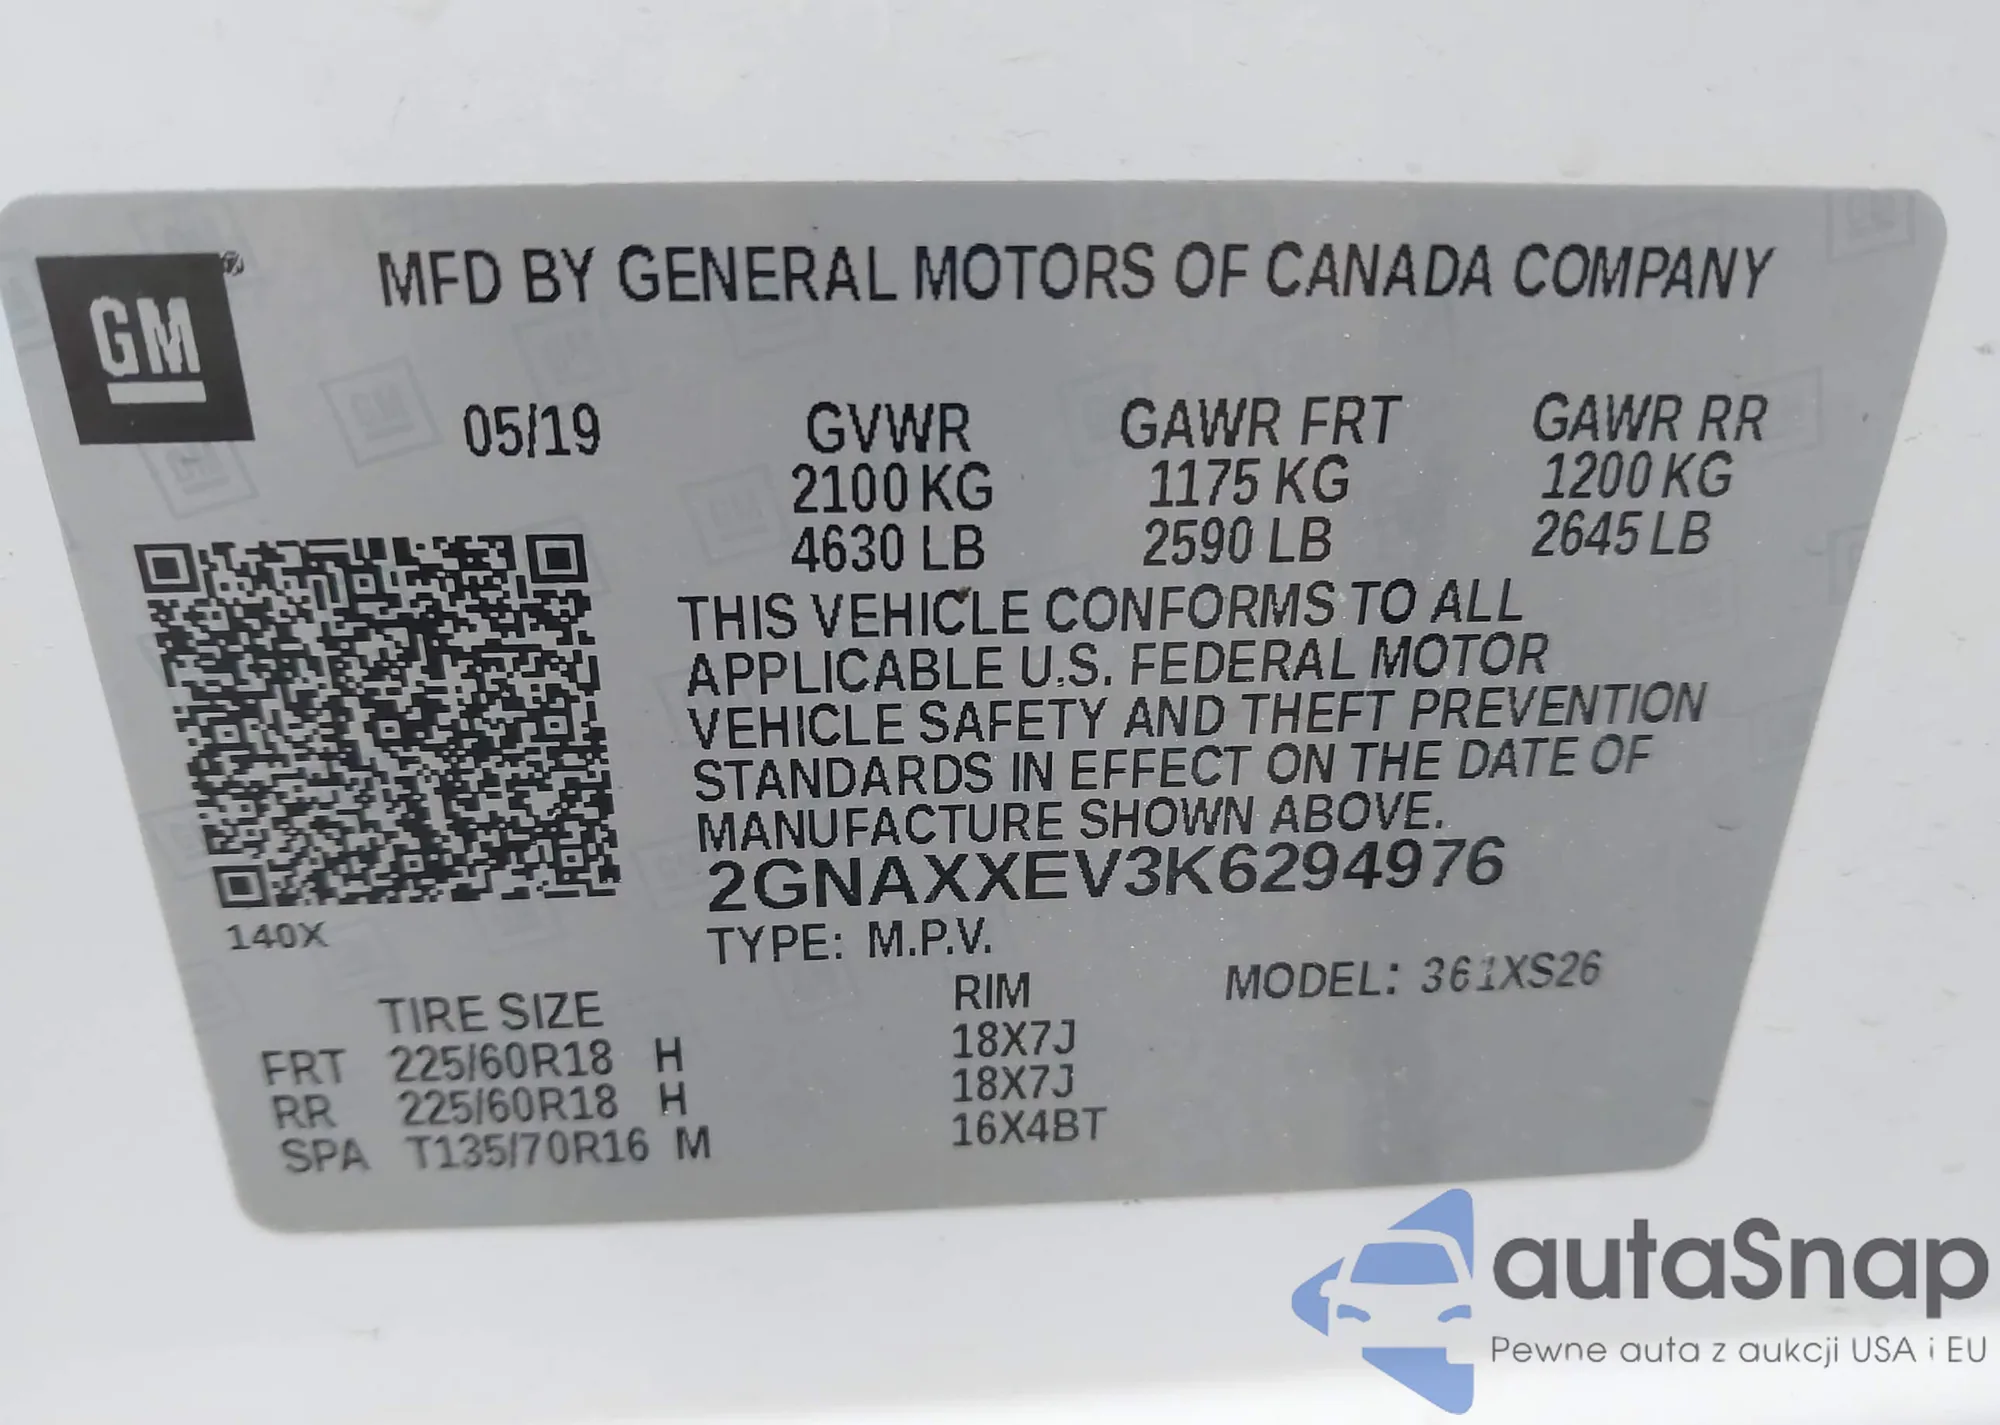 GM®
MFD BY GENERAL MOTORS OF CANADA COMPANY
05/19
GVWR
2100 KG
4630 LB
GAWR FRT
1175 KG
2590 LB
GAWR RR
1200 KG
2645 LB
THIS VEHICLE CONFORMS TO ALL
APPLICABLE U.S. FEDERAL MOTOR
VEHICLE SAFETY AND THEFT PREVENTION
STANDARDS IN EFFECT ON THE DATE OF
MANUFACTURE SHOWN ABOVE.
2GNAXXEV3K6294976
140X
TYPE: M.P.V.
MODEL: 361XS26
TIRE SIZE
RIM
FRT 225/60R18 H 18X7J
RR 225/60R18 H 18X7J
SPA T135/70R16 M 16X4BT
autaSnap
Pewne auta z aukcji USA i EU